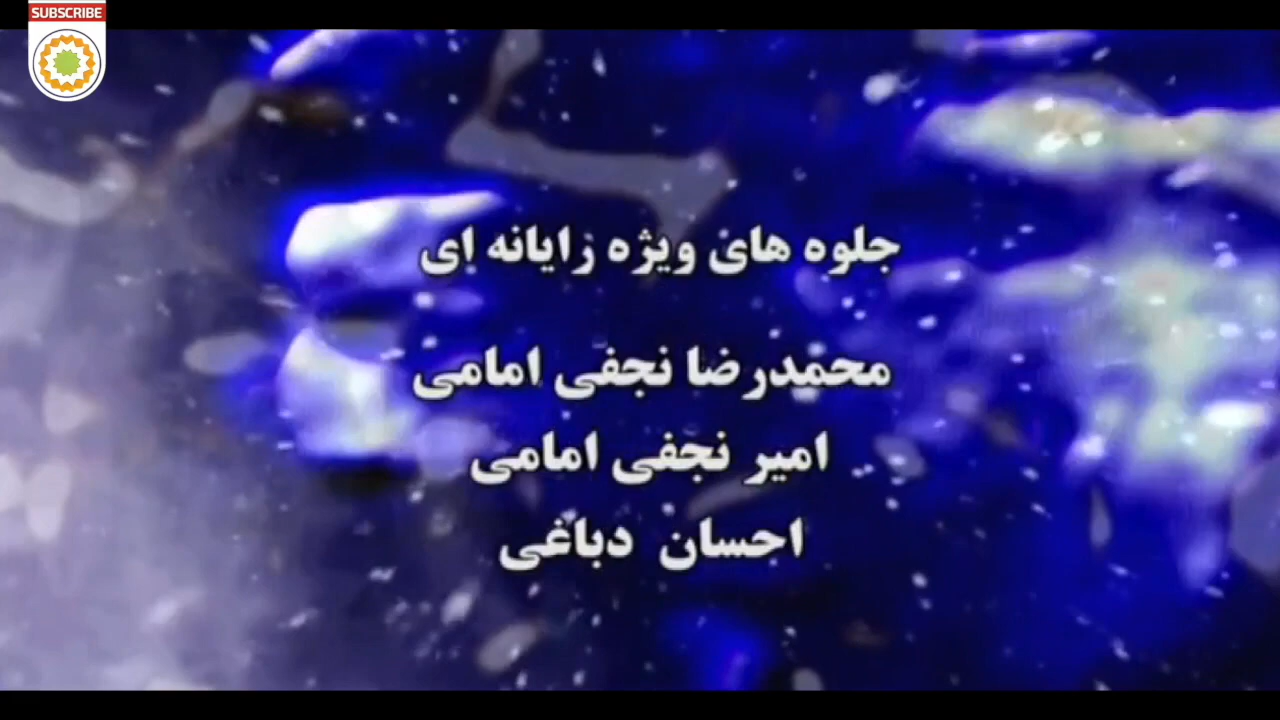 SUBSCRIBE
جلوه های ویژه رایانه ای
محمدرضا نجفی امامی
امیر نجفی امامی
احسان دباغی